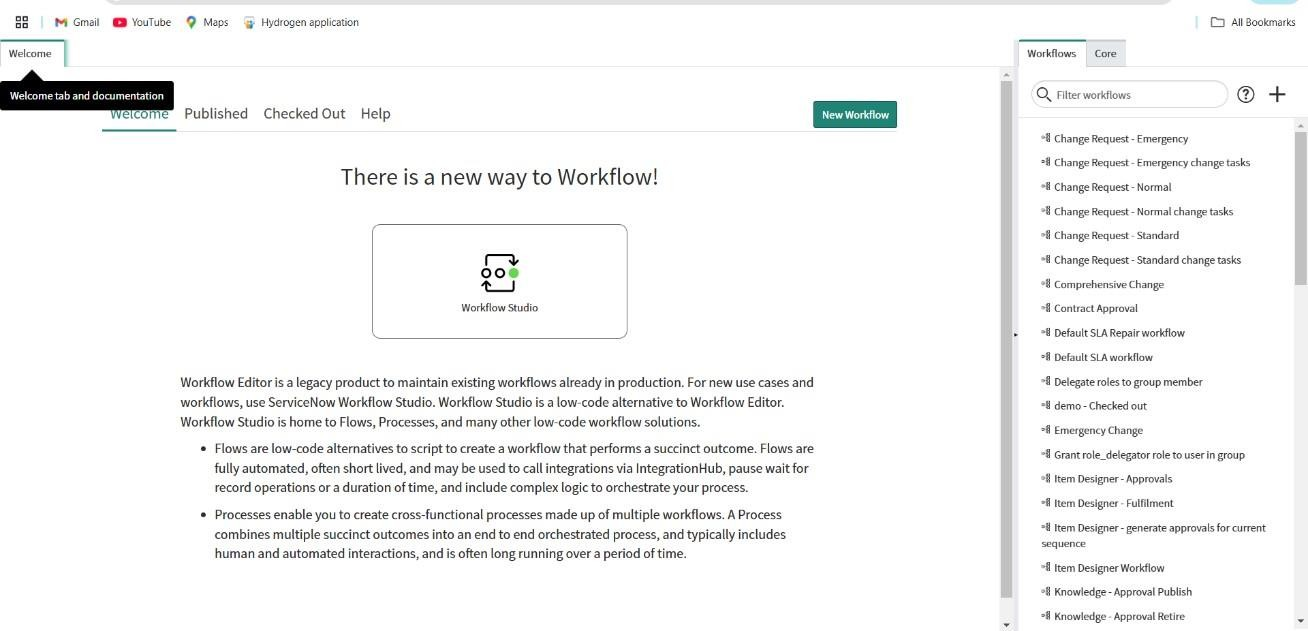 Gmail YouTube Maps Hydrogen application All Bookmarks
Welcome
Workflows Core
Welcome tab and documentation
Filter workflows
Welcome Published Checked Out Help
New Workflow
There is a new way to Workflow!
Workflow Studio
Workflow Editor is a legacy product to maintain existing workflows already in production. For new use cases and
workflows, use ServiceNow Workflow Studio. Workflow Studio is a low-code alternative to Workflow Editor.
Workflow Studio is home to Flows, Processes, and many other low-code workflow solutions.
Flows are low-code alternatives to script to create a workflow that performs a succinct outcome. Flows are
fully automated, often short lived, and may be used to call integrations via IntegrationHub, pause wait for
record operations or a duration of time, and include complex logic to orchestrate your process.
Processes enable you to create cross-functional processes made up of multiple workflows. A Process
combines multiple succinct outcomes into an end to end orchestrated process, and typically includes
human and automated interactions, and is often long running over a period of time.
Change Request - Emergency
Change Request - Emergency change tasks
Change Request - Normal
Change Request - Normal change tasks
Change Request - Standard
Change Request - Standard change tasks
Comprehensive Change
Contract Approval
Default SLA Repair workflow
Default SLA workflow
Delegate roles to group member
demo - Checked out
Emergency Change
Grant role_delegator role to user in group
Item Designer - Approvals
Item Designer - Fulfilment
Item Designer - generate approvals for current
sequence
Item Designer Workflow
Knowledge - Approval Publish
Knowledge - Approval Retire